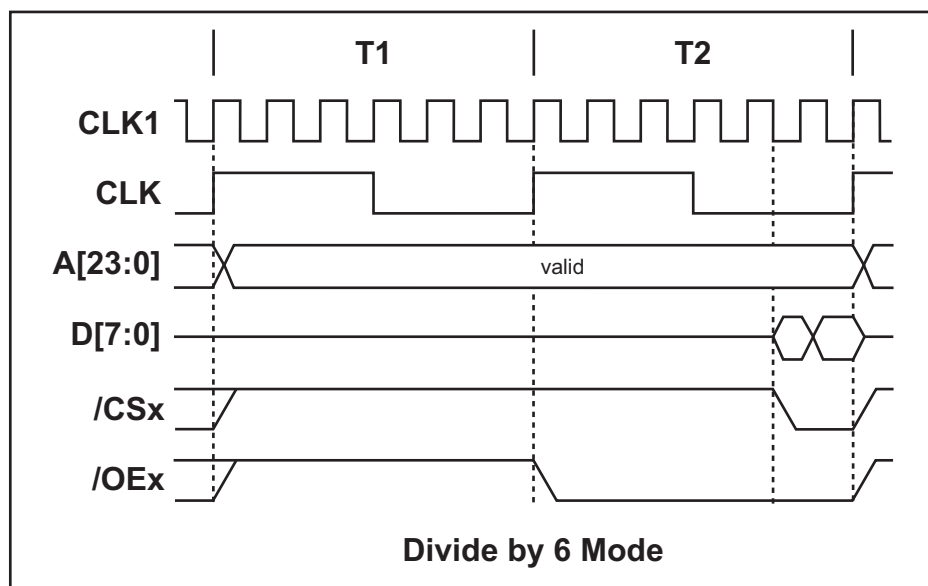 T1 T2
CLK1
CLK
A[23:0] valid
D[7:0]
/CSx
/OEx
Divide by 6 Mode